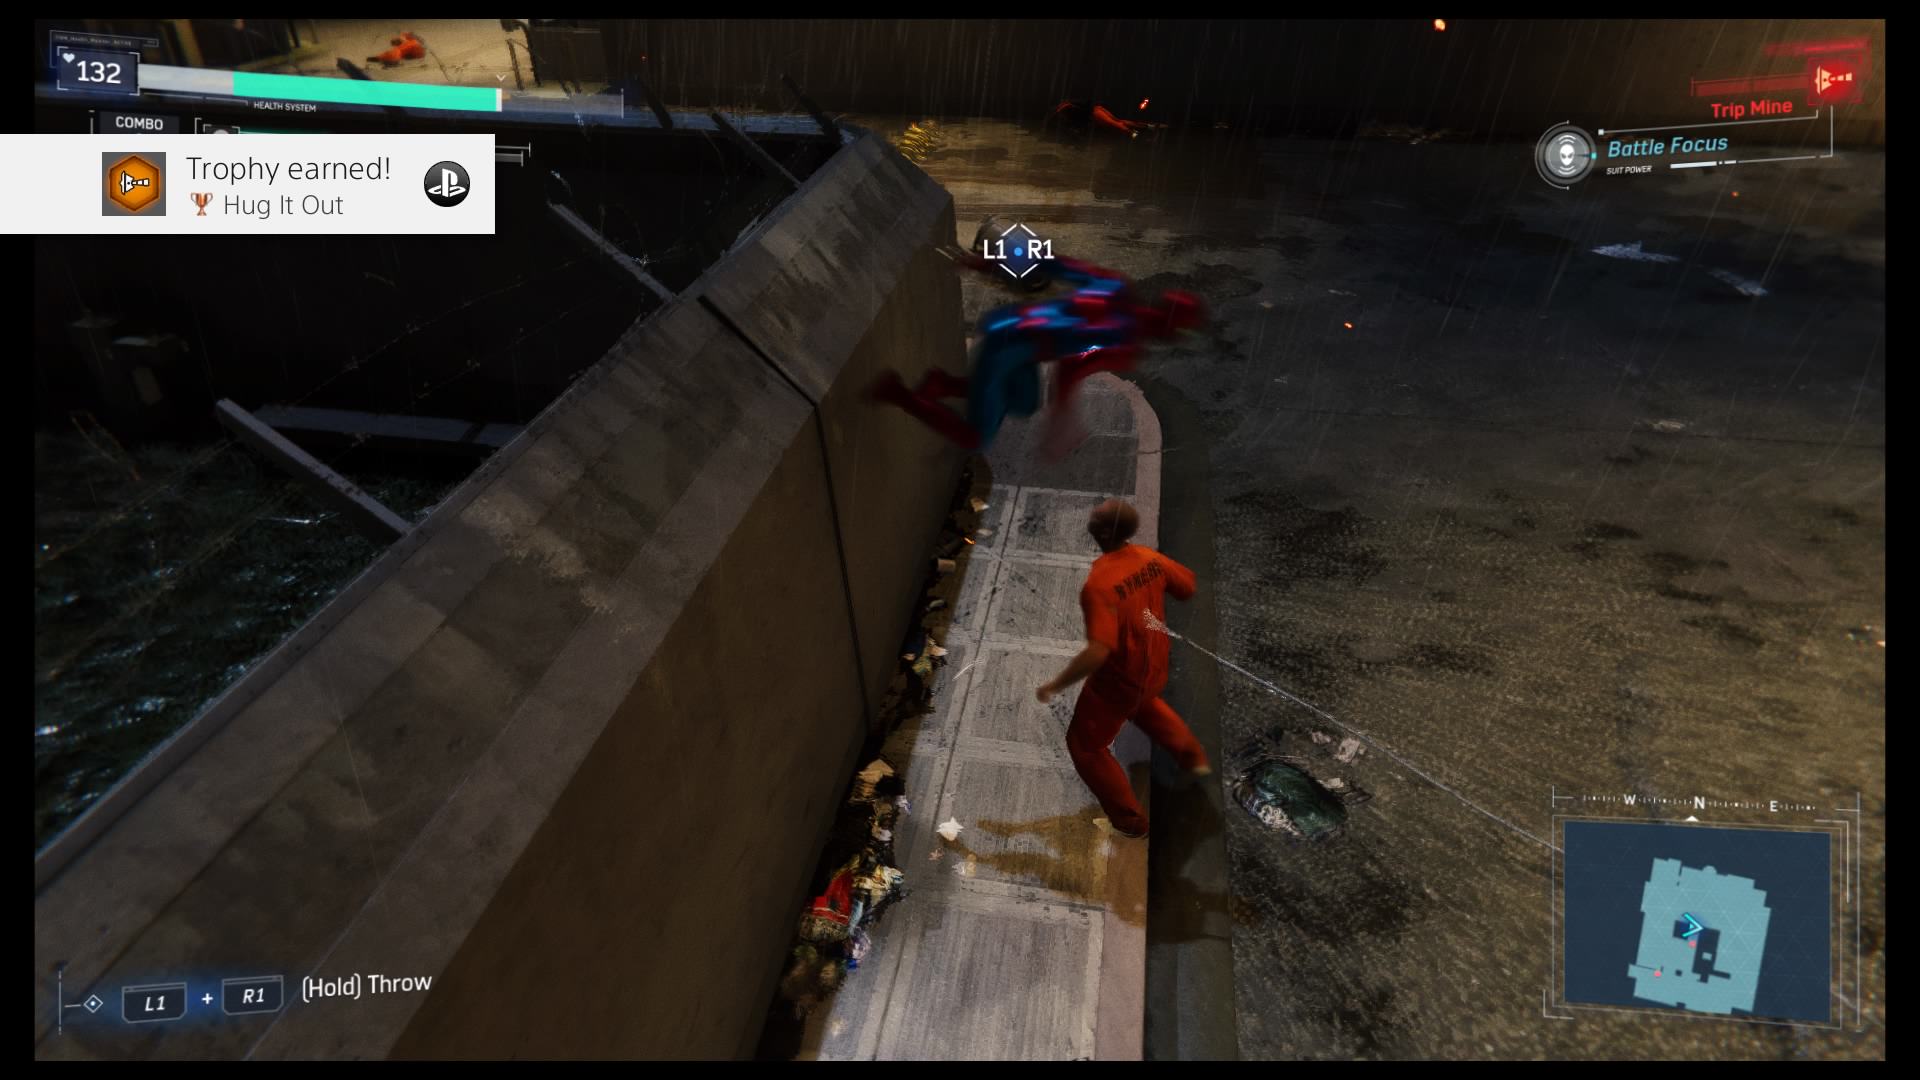 132
HEALTH SYSTEM
COMBO
Trophy earned!
Hug It Out
Trip Mine
Battle Focus
SUIT POWER
L1 R1
W N E
L1 + R1 (Hold) Throw